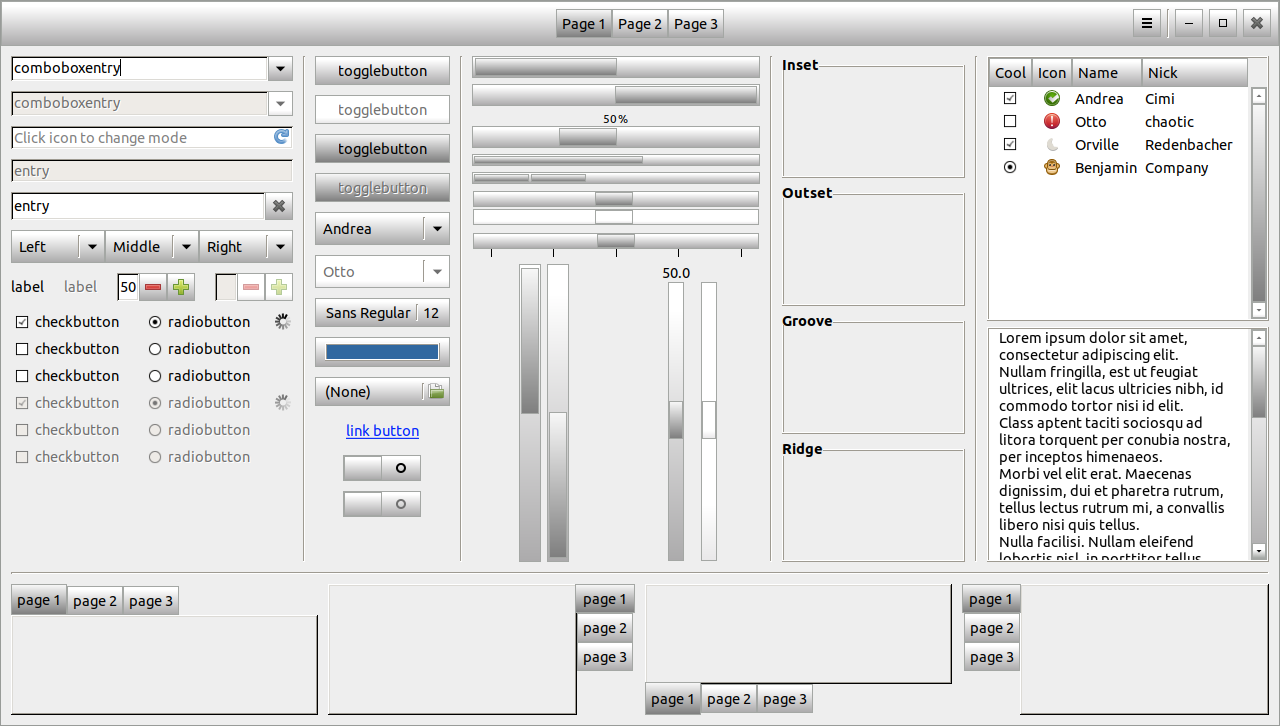 Page 1 Page 2 Page 3
comboboxentry
comboboxentry
Click icon to change mode
entry
entry
Left Middle Right
label label 50
checkbutton radiobutton
checkbutton radiobutton
checkbutton radiobutton
checkbutton radiobutton
checkbutton radiobutton
checkbutton radiobutton
togglebutton
togglebutton
togglebutton
togglebutton
Andrea
Otto
Sans Regular 12
(None)
link button
50%
50.0
Inset
Outset
Groove
Ridge
Cool Icon Name Nick
Andrea Cimi
Otto chaotic
Orville Redenbacher
Benjamin Company
Lorem ipsum dolor sit amet,
consectetur adipiscing elit.
Nullam fringilla, est ut feugiat
ultrices, elit lacus ultricies nibh, id
commodo tortor nisi id elit.
Class aptent taciti sociosqu ad
litora torquent per conubia nostra,
per inceptos himenaeos.
Morbi vel elit erat. Maecenas
dignissim, dui et pharetra rutrum,
tellus lectus rutrum mi, a convallis
libero nisi quis tellus.
Nulla facilisi. Nullam eleifend
lobortis nisl, in porttitor tellus
page 1 page 2 page 3
page 1
page 2
page 3
page 1 page 2 page 3
page 1
page 2
page 3